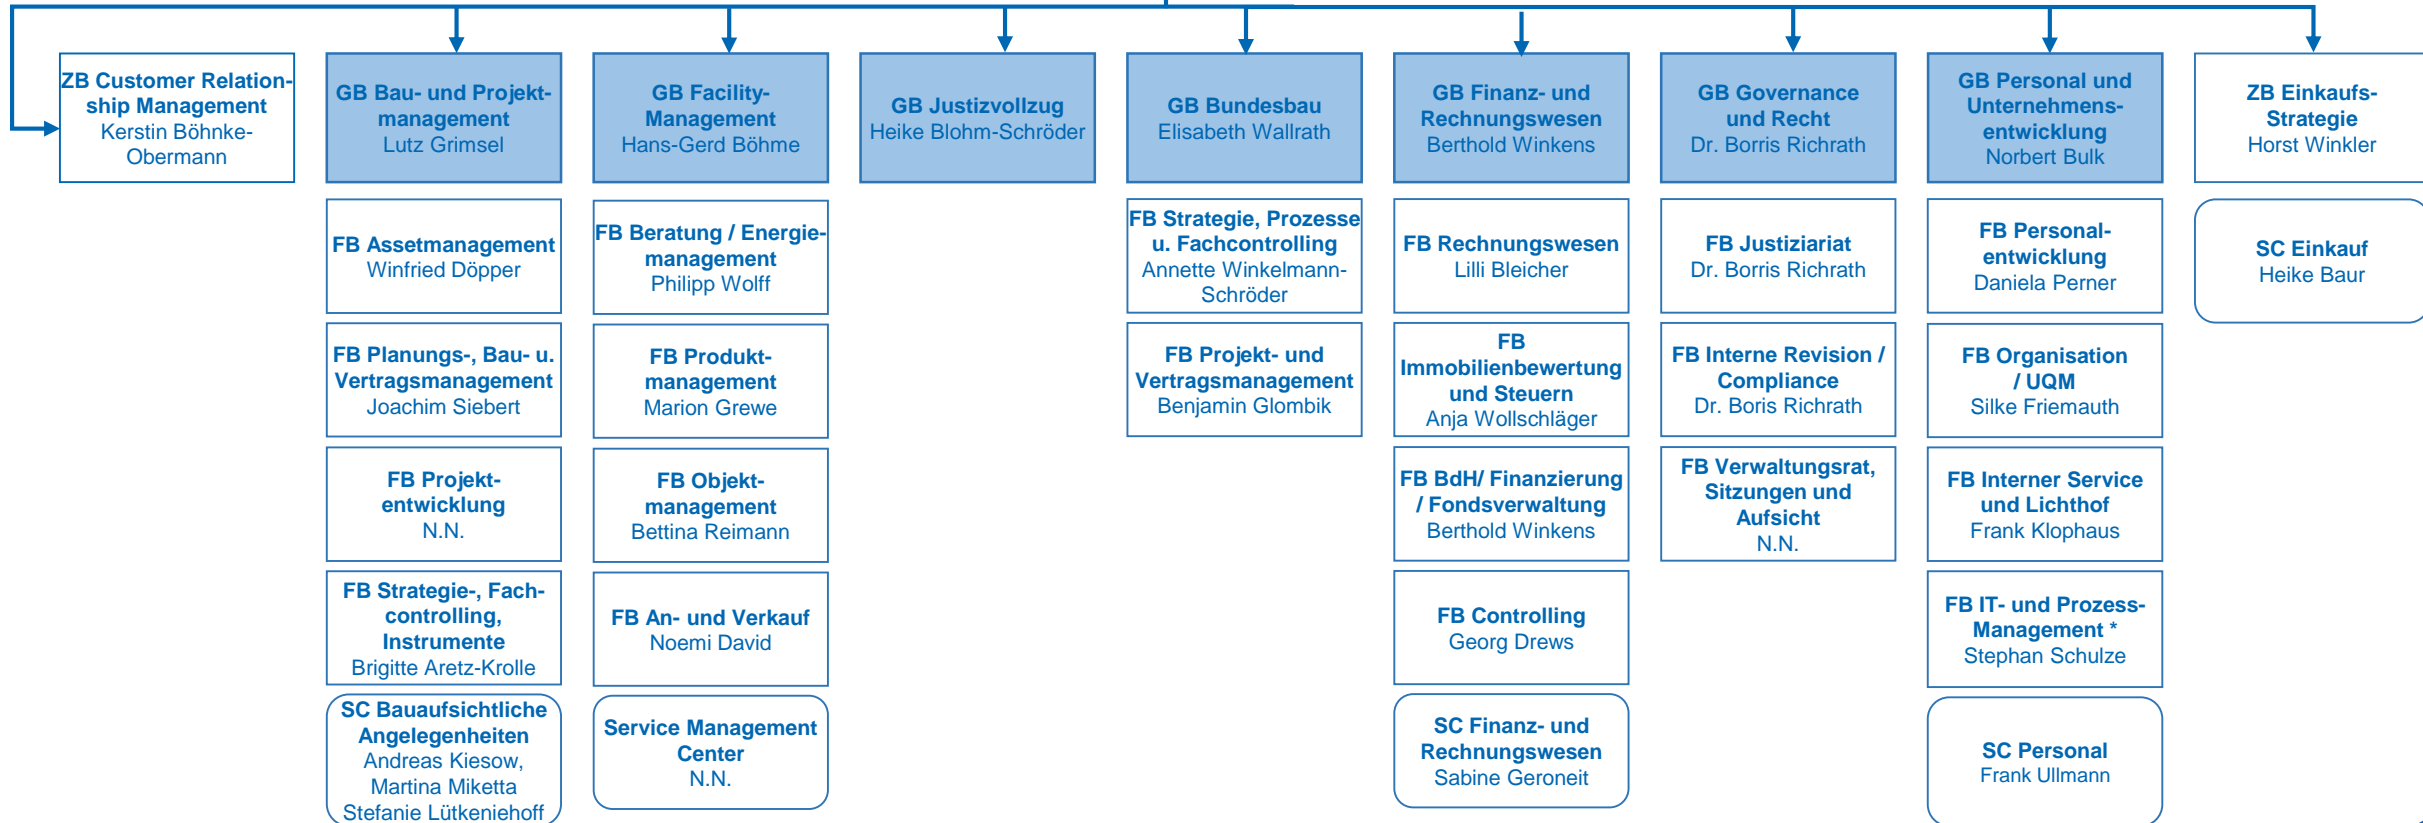 ZB Customer Relation-
ship Management
Kerstin Böhnke-
Obermann
GB Bau- und Projekt-
management
Lutz Grimsel
GB Facility-
Management
Hans-Gerd Böhme
GB Justizvollzug
Heike Blohm-Schröder
GB Bundesbau
Elisabeth Wallrath
GB Finanz- und
Rechnungswesen
Berthold Winkens
GB Governance
und Recht
Dr. Borris Richrath
GB Personal und
Unternehmens-
entwicklung
Norbert Bulk
ZB Einkaufs-
Strategie
Horst Winkler
FB Assetmanagement
Winfried Döpper
FB Beratung / Energie-
management
Philipp Wolff
FB Strategie, Prozesse
u. Fachcontrolling
Annette Winkelmann-
Schröder
FB Rechnungswesen
Lilli Bleicher
FB Justiziariat
Dr. Borris Richrath
FB Personal-
entwicklung
Daniela Perner
SC Einkauf
Heike Baur
FB Planungs-, Bau- u.
Vertragsmanagement
Joachim Siebert
FB Produkt-
management
Marion Grewe
FB Projekt- und
Vertragsmanagement
Benjamin Glombik
FB
Immobilienbewertung
und Steuern
Anja Wollschläger
FB Interne Revision /
Compliance
Dr. Boris Richrath
FB Organisation
/ UQM
Silke Friemauth
FB Projekt-
entwicklung
N.N.
FB Objekt-
management
Bettina Reimann
FB BdH/ Finanzierung
/ Fondsverwaltung
Berthold Winkens
FB Verwaltungsrat,
Sitzungen und
Aufsicht
N.N.
FB Interner Service
und Lichthof
Frank Klophaus
FB Strategie-, Fach-
controlling,
Instrumente
Brigitte Aretz-Krolle
FB An- und Verkauf
Noemi David
FB Controlling
Georg Drews
FB IT- und Prozess-
Management *
Stephan Schulze
SC Bauaufsichtliche
Angelegenheiten
Andreas Kiesow,
Martina Miketta
Stefanie Lütkeniehoff
Service Management
Center
N.N.
SC Finanz- und
Rechnungswesen
Sabine Geroneit
SC Personal
Frank Ullmann